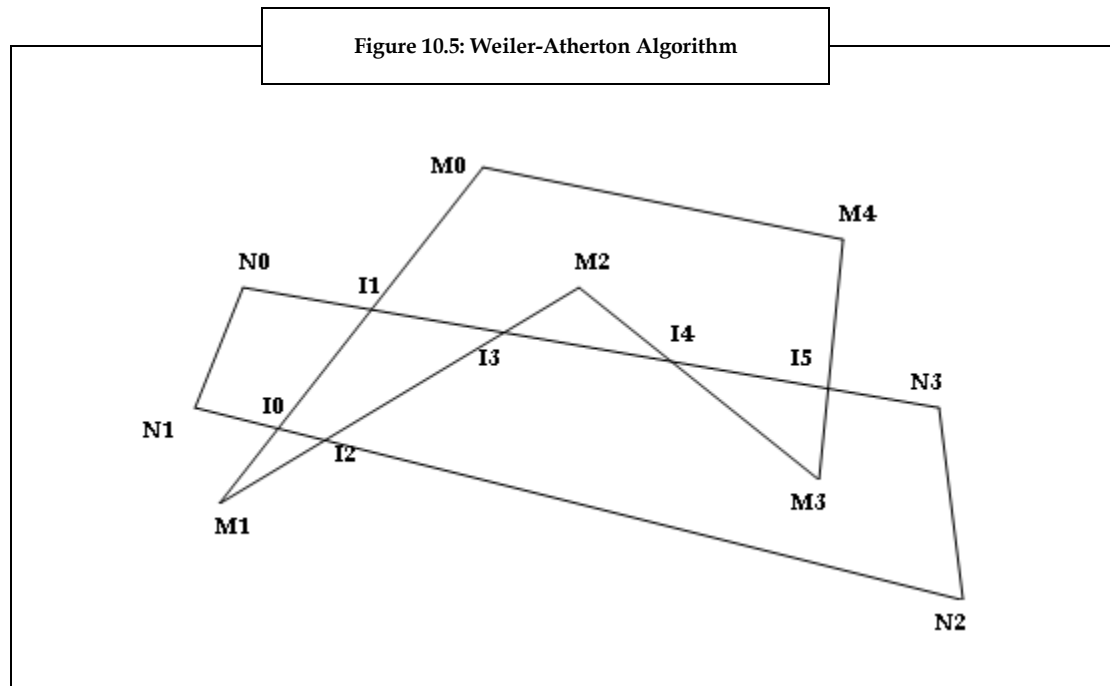 Figure 10.5: Weiler-Atherton Algorithm
M0
M4
N0
M2
I1
I4
I3
I5
N3
I0
N1
I2
M3
M1
N2